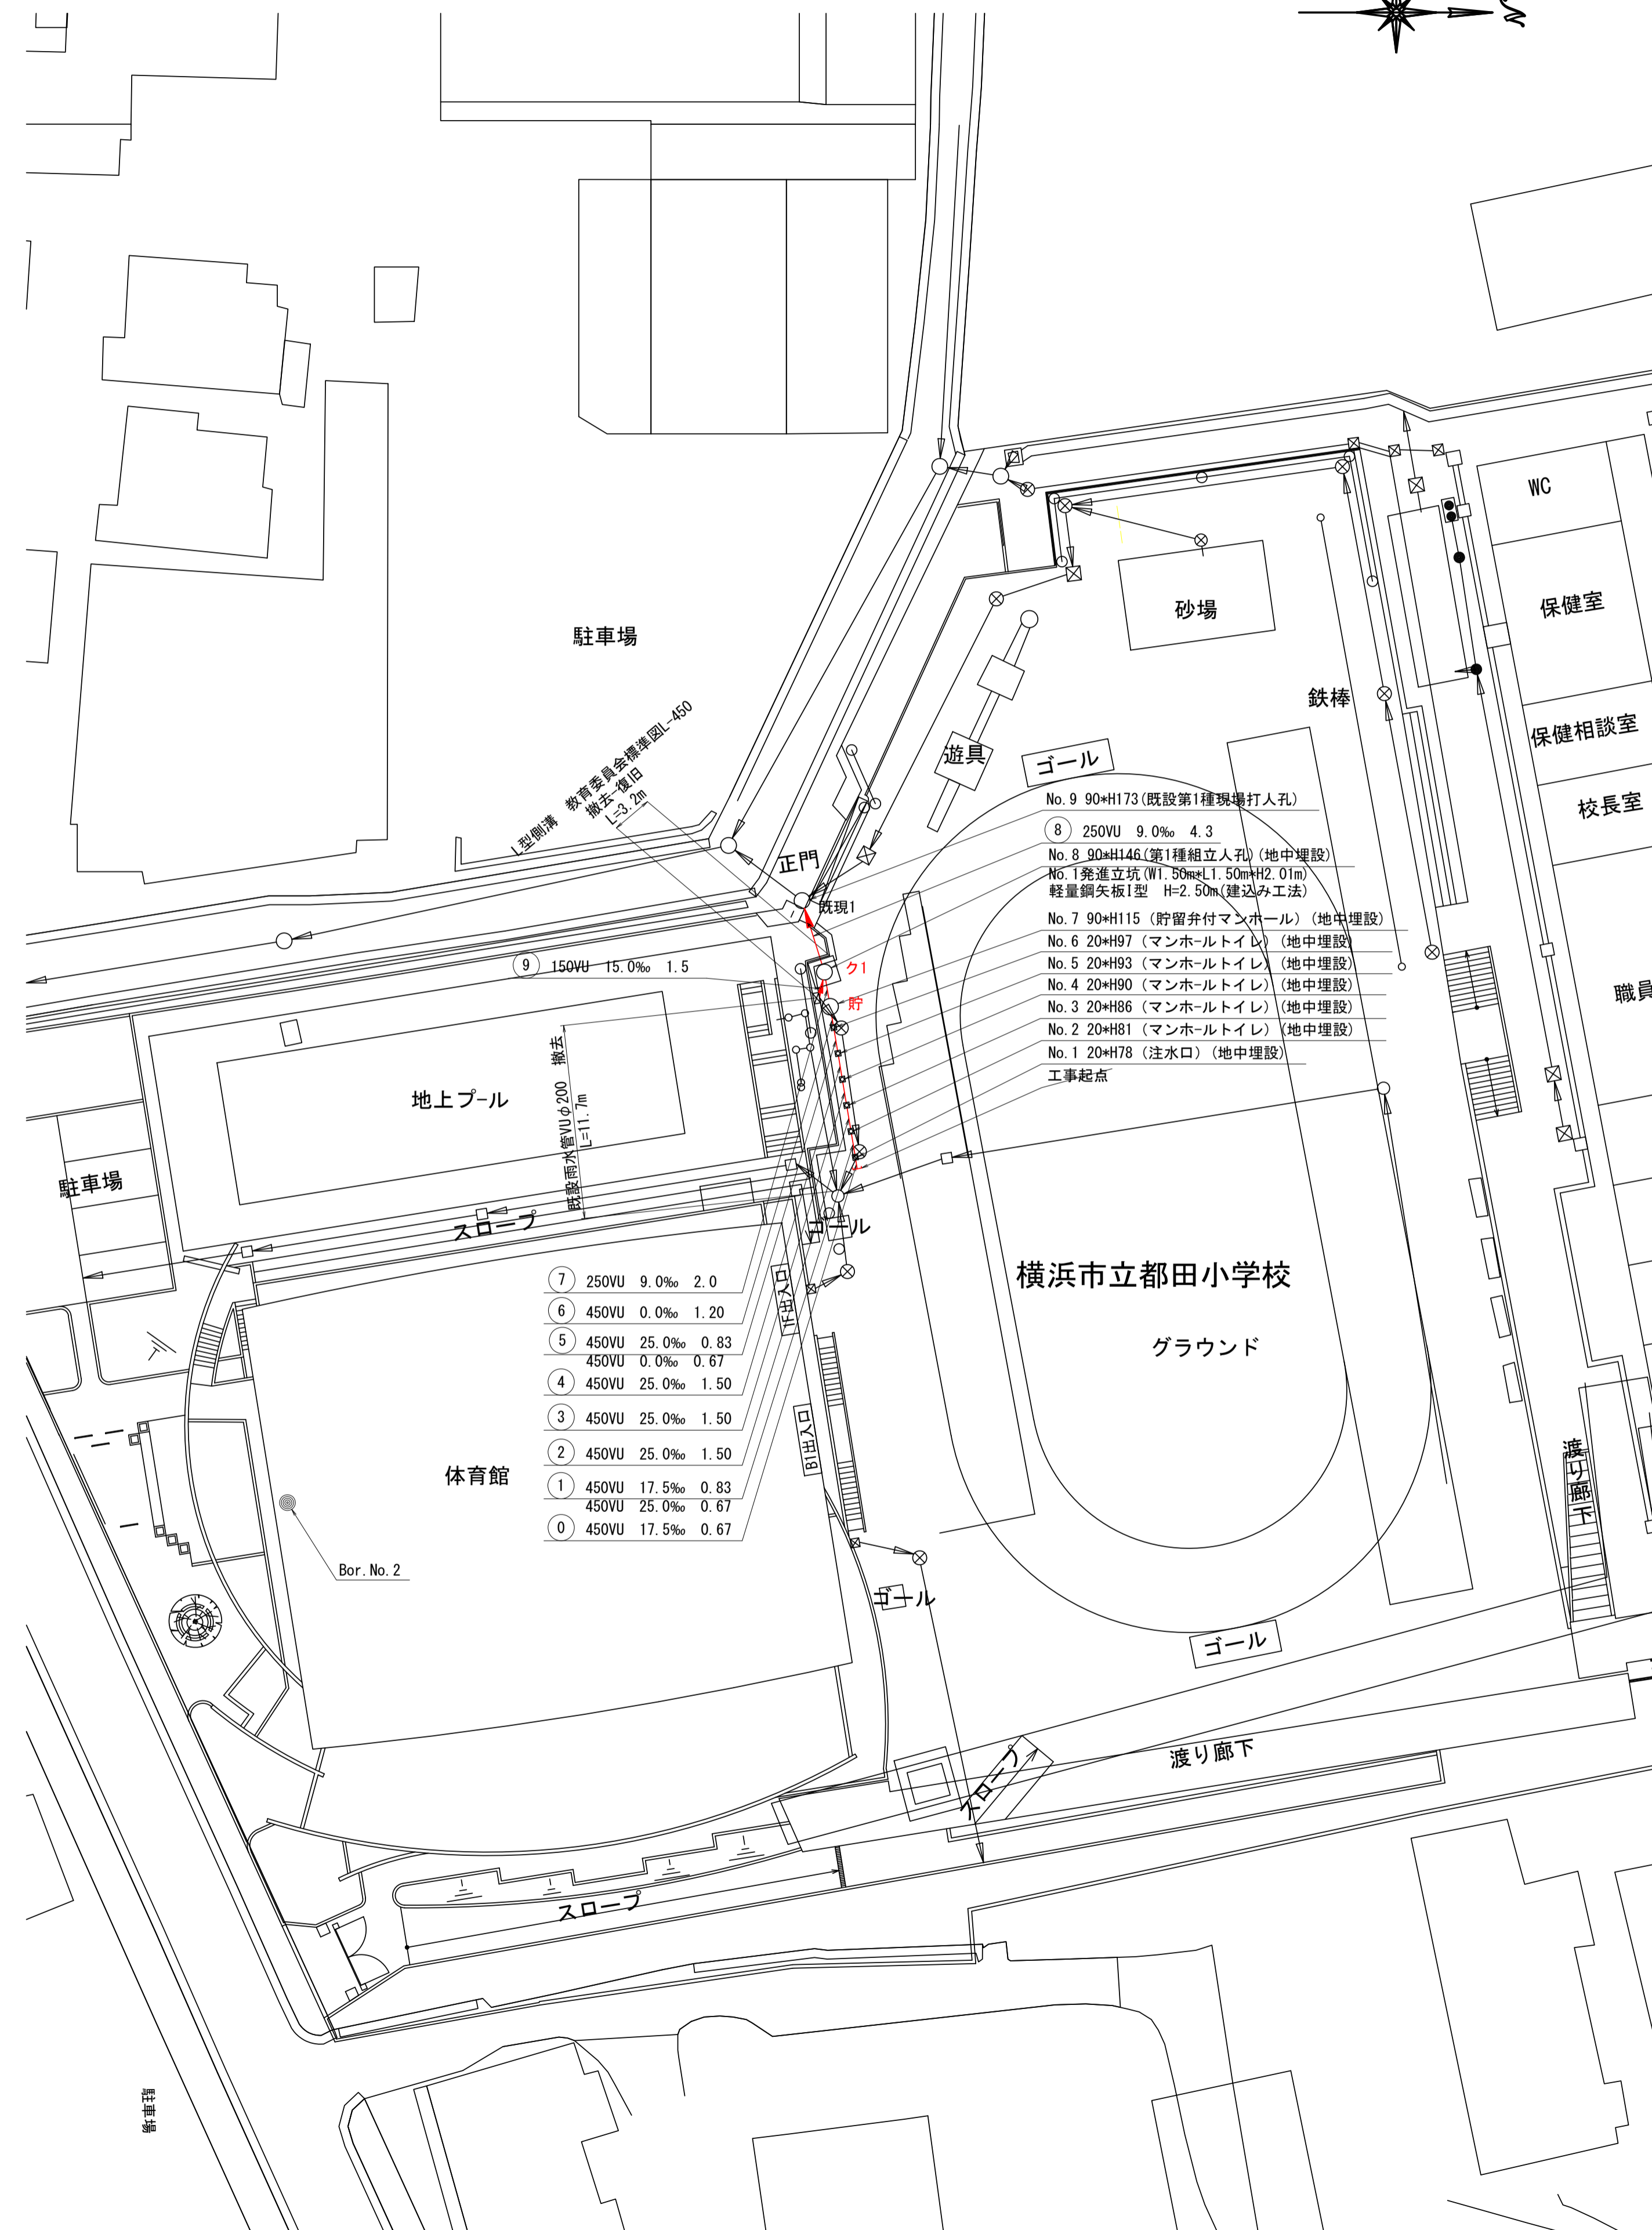 WC
保健室
砂場
駐車場
鉄棒
保健相談室
L型側溝　教育委員会標準図L-450
撤去-復旧
L=3.2m
遊具
ゴール
校長室
No.9 90*H173(既設第1種現場打人孔)
8 250VU 9.0‰ 4.3
No.8 90*H146(第1種組立人孔)(地中埋設)
No.1発進立坑(W1.50m*L1.50m*H2.01m)
軽量鋼矢板I型 H=2.50m(建込み工法)
正門
既現1
No.7 90*H115 (貯留弁付マンホール) (地中埋設)
No.6 20*H97 (マンホールトイレ) (地中埋設)
No.5 20*H93 (マンホールトイレ) (地中埋設)
No.4 20*H90 (マンホールトイレ) (地中埋設)
No.3 20*H86 (マンホールトイレ) (地中埋設)
No.2 20*H81 (マンホールトイレ) (地中埋設)
No.1 20*H78 (注水口) (地中埋設)
工事起点
9 150VU 15.0‰ 1.5
ク1
貯
職員
既設雨水管VUφ200 撤去
L=11.7m
地上プール
駐車場
スロープ
ゴール
横浜市立都田小学校
グラウンド
1F出入口
7 250VU 9.0‰ 2.0
6 450VU 0.0‰ 1.20
5 450VU 25.0‰ 0.83
450VU 0.0‰ 0.67
4 450VU 25.0‰ 1.50
3 450VU 25.0‰ 1.50
2 450VU 25.0‰ 1.50
1 450VU 17.5‰ 0.83
450VU 25.0‰ 0.67
0 450VU 17.5‰ 0.67
B1出入口
体育館
渡り廊下
Bor.No.2
ゴール
ゴール
渡り廊下
スロープ
スロープ
駐車場